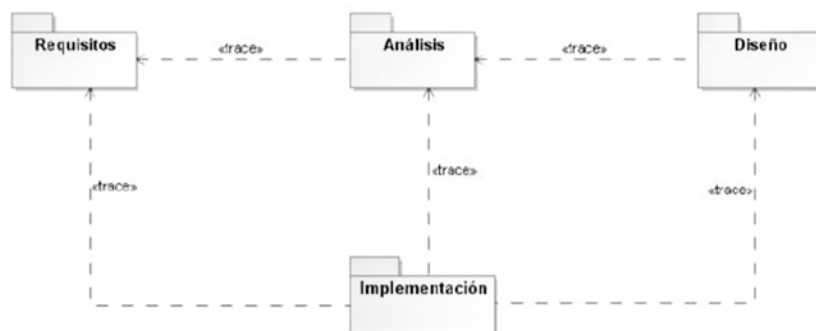 Requisitos
«trace»
Análisis
«trace»
Diseño
«trace»
«trace»
«trace»
Implementación